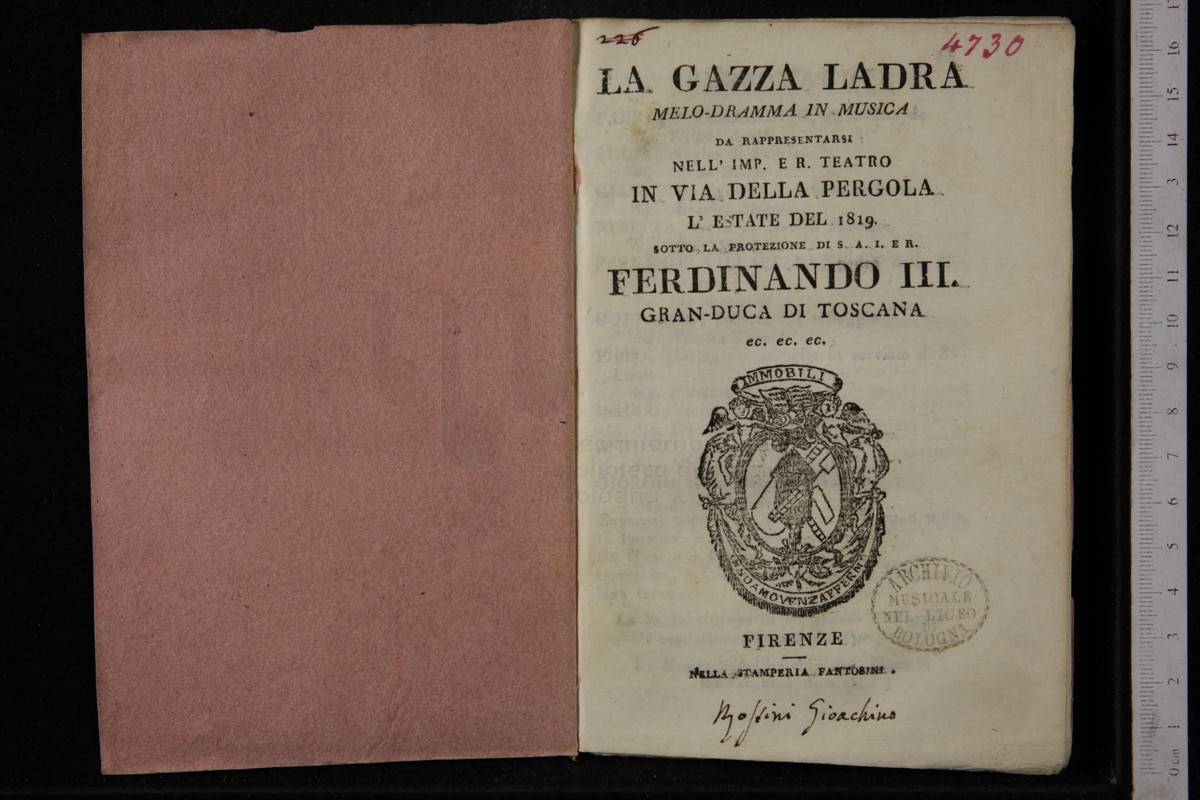 226
4730
LA GAZZA LADRA
MELO-DRAMMA IN MUSICA
DA RAPPRESENTARSI
NELL' IMP. E R. TEATRO
IN VIA DELLA PERGOLA
L' ESTATE DEL 1819.
SOTTO LA PROTEZIONE DI S. A. I. E R.
FERDINANDO III.
GRAN-DUCA DI TOSCANA
ec. ec. ec.
IMMOBILI
ARCHIVIO
MUSICALE
NEL LICEO
DI
BOLOGNA
FIRENZE
NELLA STAMPERIA FANTOSINI.
Rossini Gioachino